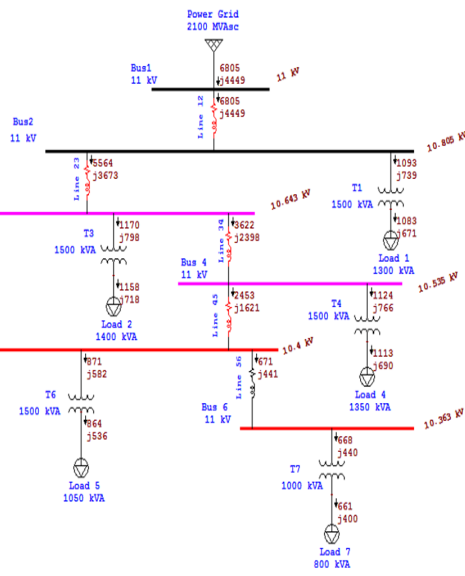 Power Grid
2100 MVAsc
6805
j4449
Bus1
11 kV
11 kV
6805
j4449
Line 12
Bus2
11 kV
10.805 kV
5564
j3673
Line 23
1093
j739
T1
1500 kVA
1083
j671
Load 1
1300 kVA
10.643 kV
1170
j798
T3
1500 kVA
1158
j718
Load 2
1400 kVA
3622
j2398
Line 34
Bus 4
11 kV
10.535 kV
2453
j1621
Line 45
1124
j766
T4
1500 kVA
1113
j690
Load 4
1350 kVA
10.4 kV
871
j582
T6
1500 kVA
864
j536
Load 5
1050 kVA
671
j441
Line 56
Bus 6
11 kV
10.363 kV
668
j440
T7
1000 kVA
661
j400
Load 7
800 kVA